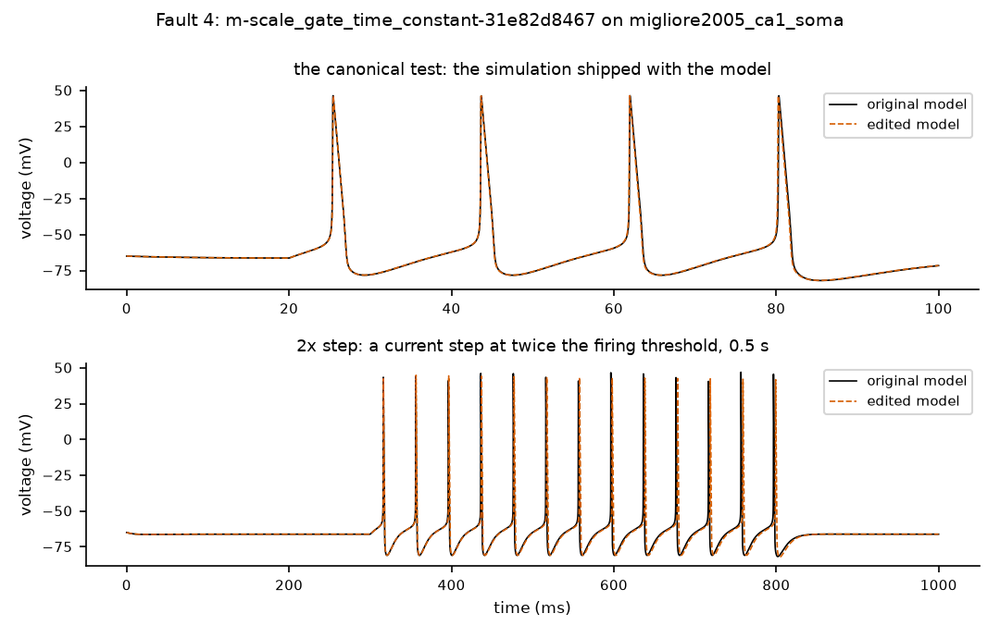 Fault 4: m-scale_gate_time_constant-31e82d8467 on migliore2005_ca1_soma
the canonical test: the simulation shipped with the model
50
25
0
−25
−50
−75
voltage (mV)
original model
edited model
0 20 40 60 80 100
2x step: a current step at twice the firing threshold, 0.5 s
50
25
0
−25
−50
−75
voltage (mV)
original model
edited model
0 200 400 600 800 1000
time (ms)